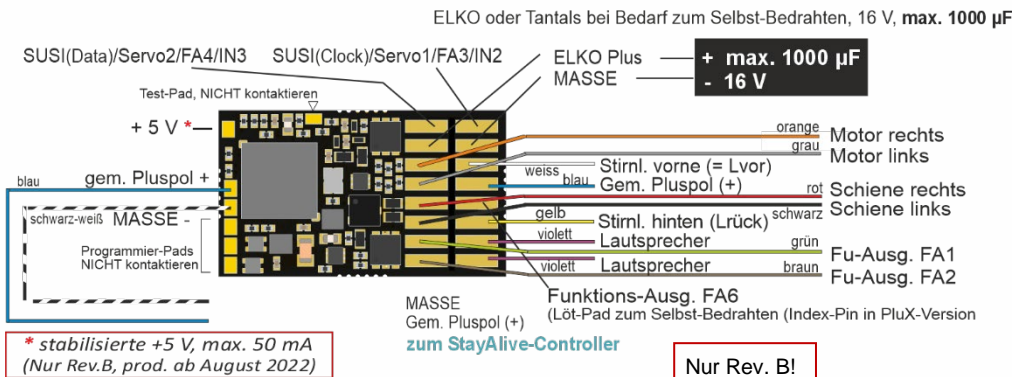 ELKO oder Tantals bei Bedarf zum Selbst-Bedrahten, 16 V, max. 1000 µF
SUSI(Data)/Servo2/FA4/IN3
SUSI(Clock)/Servo1/FA3/IN2
ELKO Plus
MASSE
+ max. 1000 µF
- 16 V
Test-Pad, NICHT kontaktieren
+ 5 V *
orange
Motor rechts
grau
Motor links
weiss
Stirnl. vorne (= Lvor)
blau
gem. Pluspol +
blau
Gem. Pluspol (+)
rot
Schiene rechts
schwarz-weiß
MASSE -
schwarz
Schiene links
gelb
Stirnl. hinten (Lrück)
violett
Lautsprecher
grün
Fu-Ausg. FA1
Programmier-Pads
NICHT kontaktieren
violett
Lautsprecher
braun
Fu-Ausg. FA2
Funktions-Ausg. FA6
(Löt-Pad zum Selbst-Bedrahten (Index-Pin in PluX-Version
MASSE
Gem. Pluspol (+)
zum StayAlive-Controller
* stabilisierte +5 V, max. 50 mA
(Nur Rev.B, prod. ab August 2022)
Nur Rev. B!